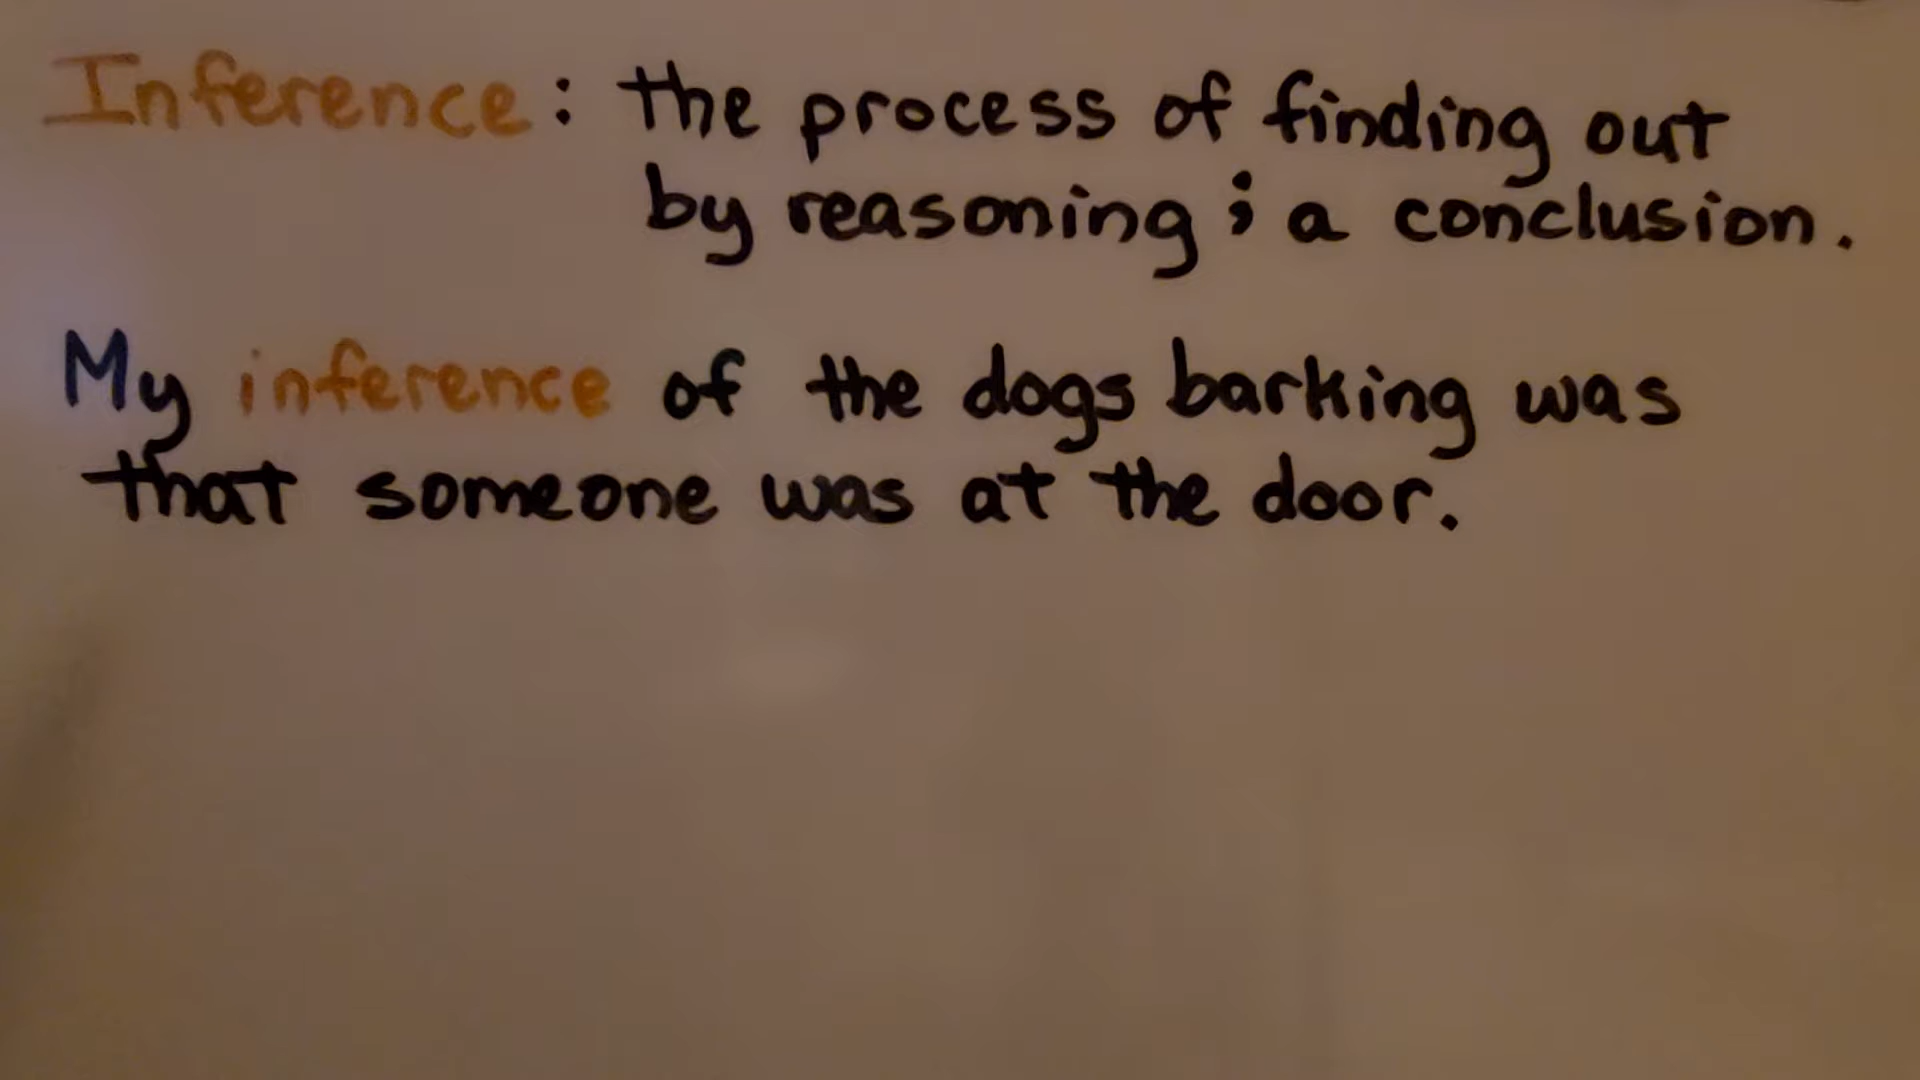 Inference: the process of finding out
by reasoning; a conclusion.
My inference of the dogs barking was
that someone was at the door.